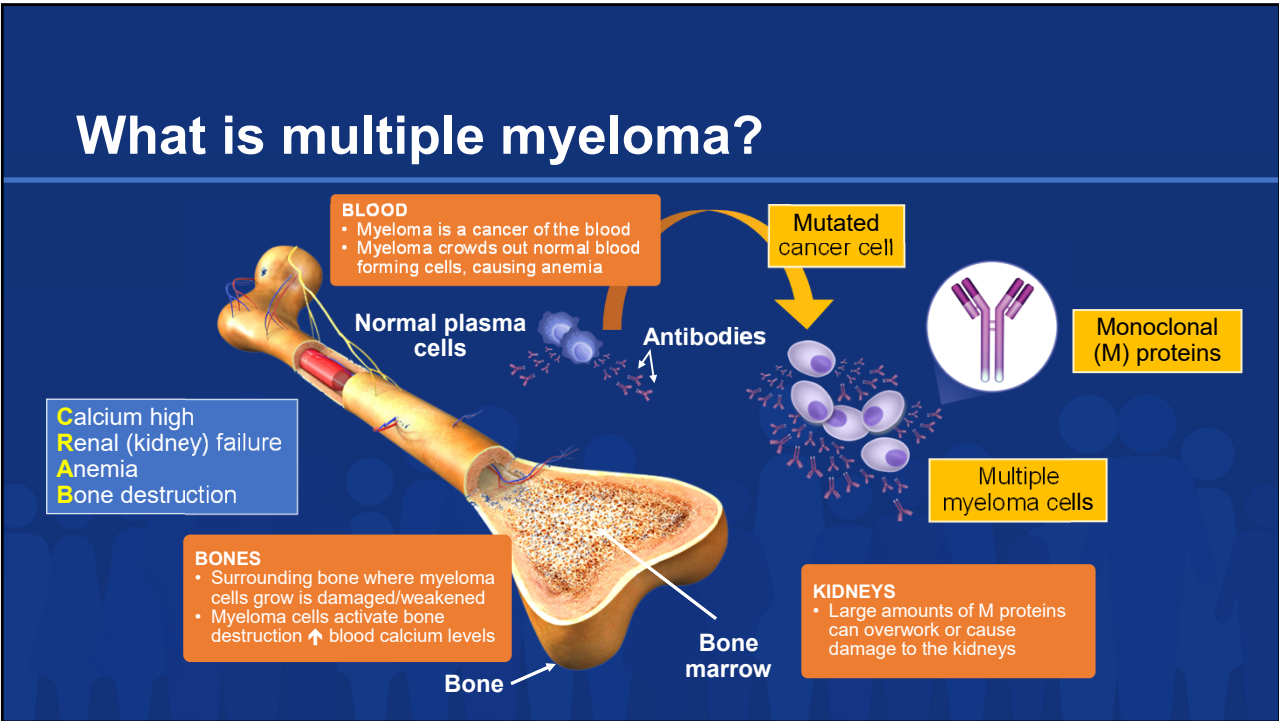 What is multiple myeloma?
BLOOD
• Myeloma is a cancer of the blood
• Myeloma crowds out normal blood
forming cells, causing anemia
Mutated
cancer cell
Normal plasma
cells
Antibodies
Monoclonal
(M) proteins
Calcium high
Renal (kidney) failure
Anemia
Bone destruction
Multiple
myeloma cells
BONES
• Surrounding bone where myeloma
cells grow is damaged/weakened
• Myeloma cells activate bone
destruction ↑ blood calcium levels
KIDNEYS
• Large amounts of M proteins
can overwork or cause
damage to the kidneys
Bone
marrow
Bone